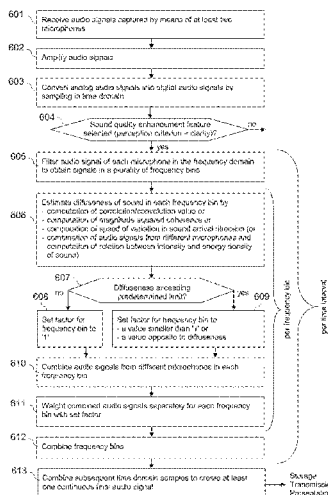 601
Receive audio signals captured by means of at least two
microphones
602
Amplify audio signals
603
Convert analog audio signals into digital audio signals by
sampling in time domain
604
Sound quality enhancement feature
selected (perception criterion = clarity)?
no
yes
605
Filter audio signal of each microphone in the frequency domain
to obtain signals in a plurality of frequency bins
606
Estimate diffuseness of sound in each frequency bin by
- computation of correlation/convolution value or
- computation of magnitude squared coherence or
- computation of speed of variation in sound arrival direction (or
- combination of audio signals from different microphones and
computation of relation between intensity and energy density
of sound)
607
Diffuseness exceeding
predetermined limit?
no
yes
608
609
Set factor for
frequency bin to
'1'
Set factor for frequency bin to
- a value smaller than '1' or
- a value opposite to diffuseness
610
Combine audio signals from different microphones in each
frequency bin
611
Weight combined audio signals separately for each frequency
bin with set factor
612
Combine frequency bins
613
Combine subsequent time domain samples to create at least
one continuous final audio signal
per frequency bin
per time interval
Storage
Transmission
Presentation